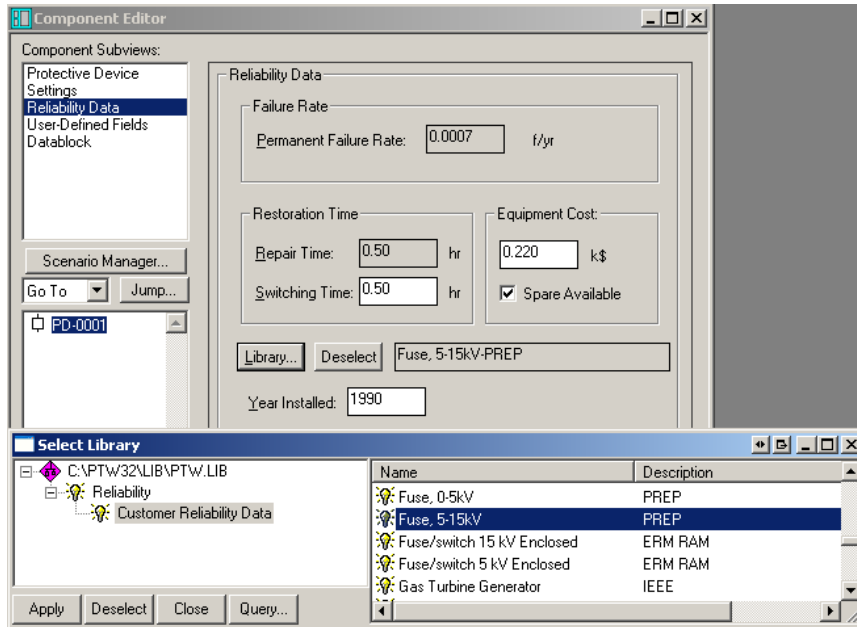 Component Editor
Component Subviews:
Protective Device
Settings
Reliability Data
User-Defined Fields
Datablock
Scenario Manager...
Go To
Jump...
PD-0001
Reliability Data
Failure Rate
Permanent Failure Rate: 0.0007 f/yr
Restoration Time
Repair Time: 0.50 hr
Switching Time: 0.50 hr
Equipment Cost:
0.220 k$
Spare Available
Library... Deselect Fuse, 5-15kV-PREP
Year Installed: 1990
Select Library
C:\PTW32\LIB\PTW.LIB
Reliability
Customer Reliability Data
Name Description
Fuse, 0-5kV PREP
Fuse, 5-15kV PREP
Fuse/switch 15 kV Enclosed ERM RAM
Fuse/switch 5 kV Enclosed ERM RAM
Gas Turbine Generator IEEE
Apply Deselect Close Query...